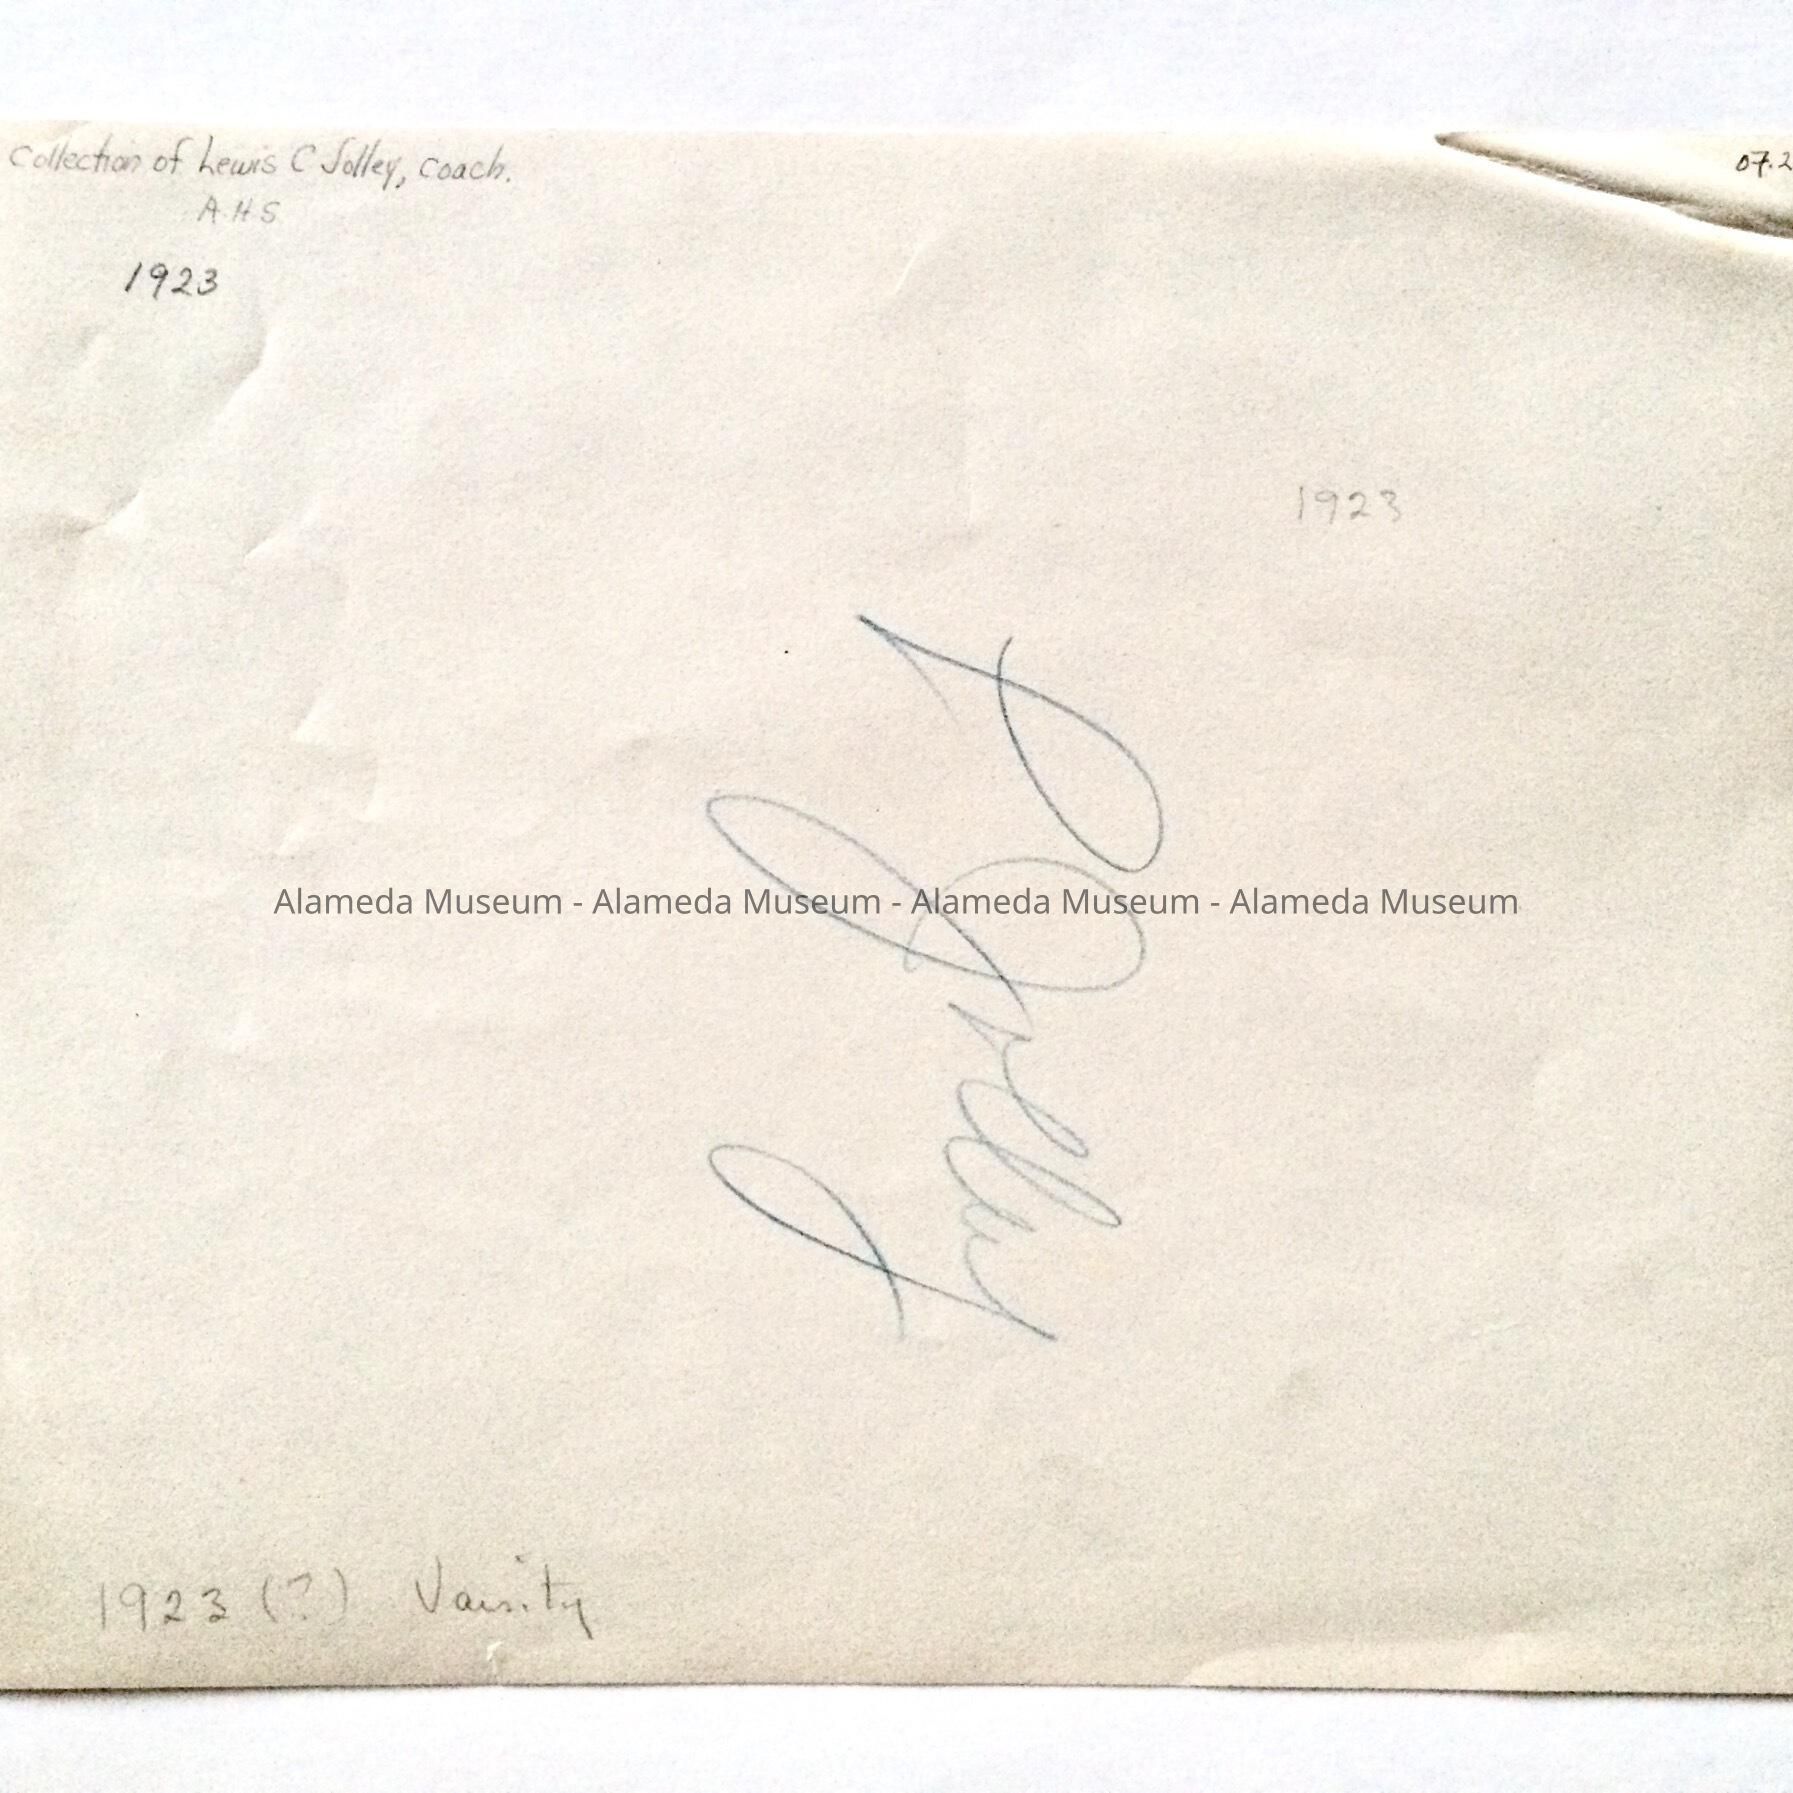 Collection of Lewis C Jolley, coach.
A.H.S
1923
07.2
1923
L C Jolley
Alameda Museum - Alameda Museum - Alameda Museum - Alameda Museum
1923 (?) Varsity